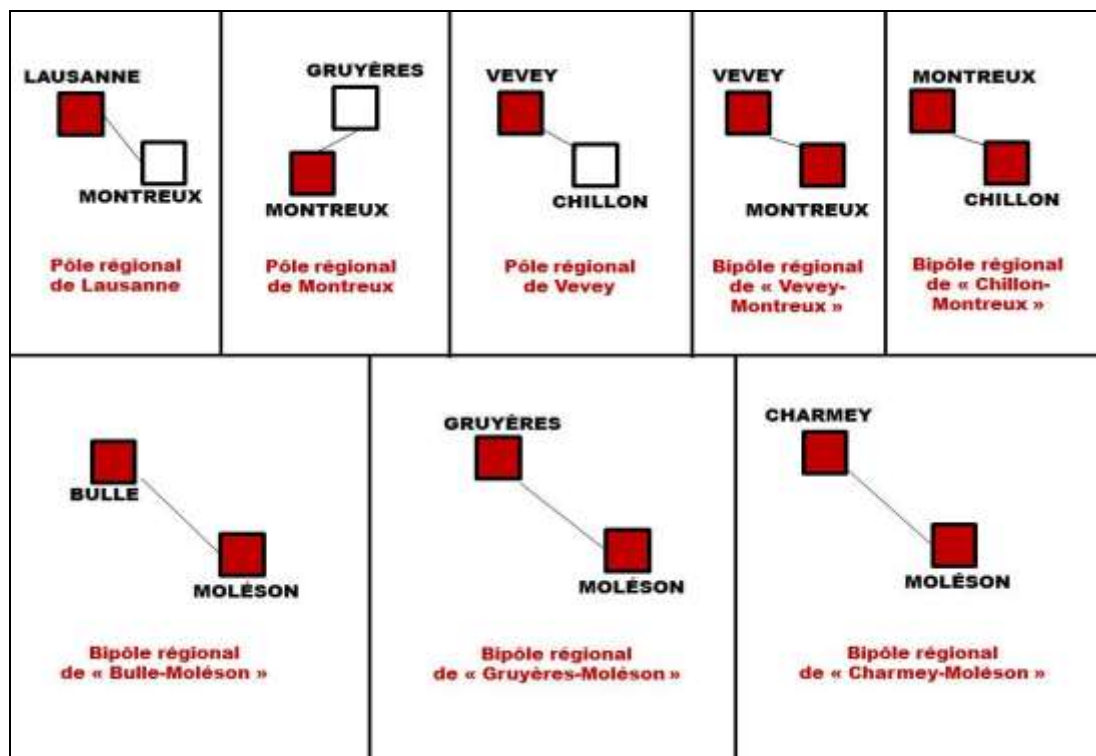 LAUSANNE
MONTREUX
Pôle régional
de Lausanne
GRUYÈRES
MONTREUX
Pôle régional
de Montreux
VEVEY
CHILLON
Pôle régional
de Vevey
VEVEY
MONTREUX
Bipôle régional
de « Vevey-
Montreux »
MONTREUX
CHILLON
Bipôle régional
de « Chillon-
Montreux »
BULLE
MOLÉSON
Bipôle régional
de « Bulle-Moléson »
GRUYÈRES
MOLÉSON
Bipôle régional
de « Gruyères-Moléson »
CHARMEY
MOLÉSON
Bipôle régional
de « Charmey-Moléson »